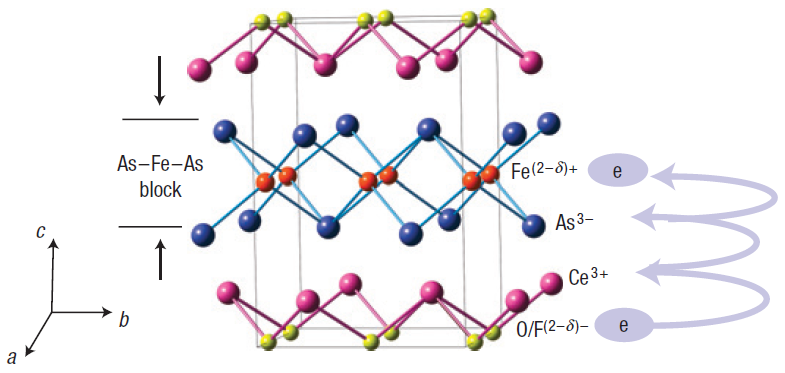 As–Fe–As
block
c
b
a
Fe(2–δ)+
e
As3–
Ce3+
O/F(2–δ)–
e